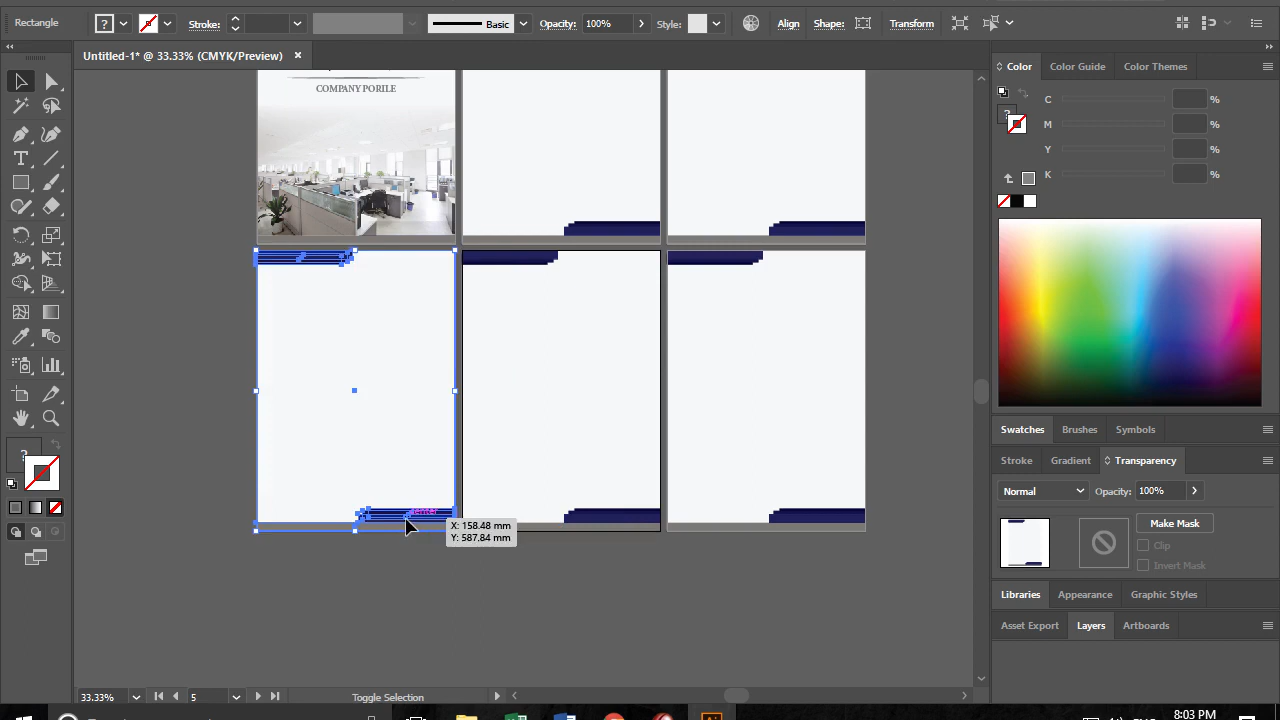 Rectangle
?
Stroke:
Basic
Opacity:
100%
Style:
Align
Shape:
Transform
Untitled-1* @ 33.33% (CMYK/Preview)
×
COMPANY PORILE
X: 158.48 mm
Y: 587.84 mm
?
Color
Color Guide
Color Themes
?
C
%
M
%
Y
%
K
%
Swatches
Brushes
Symbols
Stroke
Gradient
Transparency
Normal
Opacity:
100%
Make Mask
Clip
Invert Mask
Libraries
Appearance
Graphic Styles
Asset Export
Layers
Artboards
33.33%
5
Toggle Selection
8:03 PM